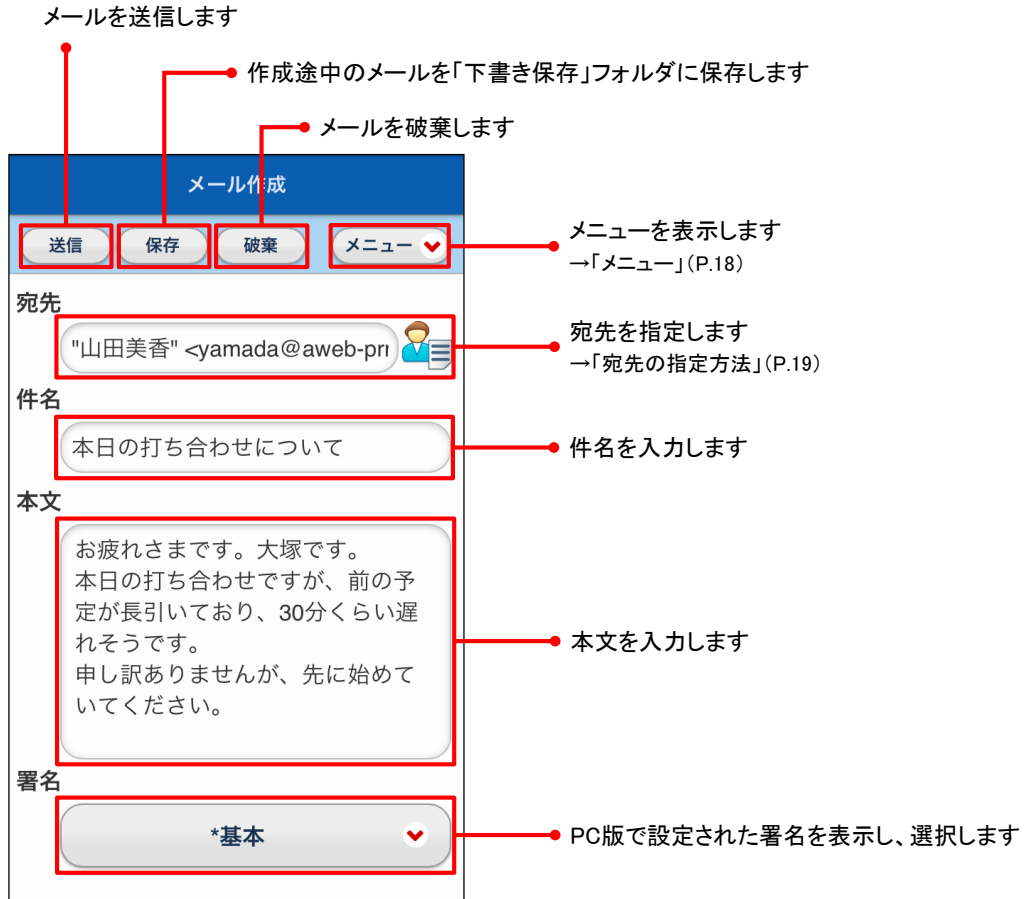 メールを送信します
作成途中のメールを「下書き保存」フォルダに保存します
メールを破棄します
メール作成
送信
保存
破棄
メニュー
メニューを表示します
→「メニュー」(P.18)
宛先
"山田美香" <yamada@aweb-prr
宛先を指定します
→「宛先の指定方法」(P.19)
件名
本日の打ち合わせについて
件名を入力します
本文
お疲れさまです。大塚です。
本日の打ち合わせですが、前の予
定が長引いており、30分くらい遅
れそうです。
申し訳ありませんが、先に始めて
いてください。
本文を入力します
署名
*基本
PC版で設定された署名を表示し、選択します